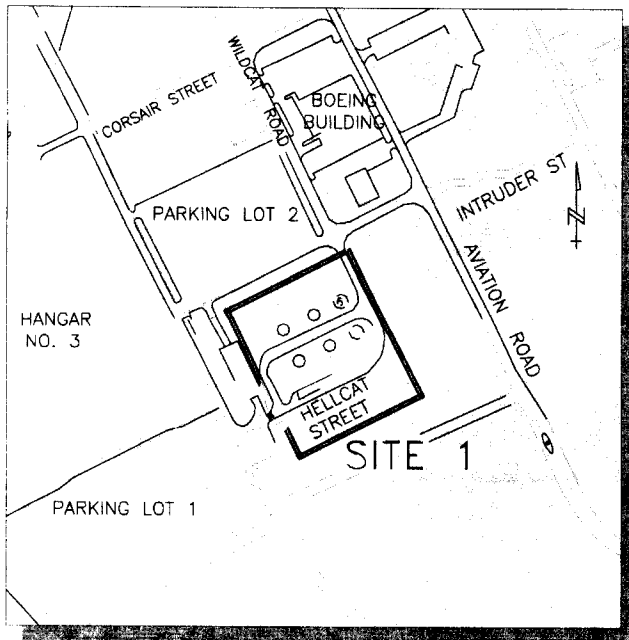 CORSAIR STREET
WILDCAT ROAD
BOEING
BUILDING
INTRUDER ST
PARKING LOT 2
N
AVIATION ROAD
HANGAR
NO. 3
HELLCAT
STREET
SITE 1
PARKING LOT 1